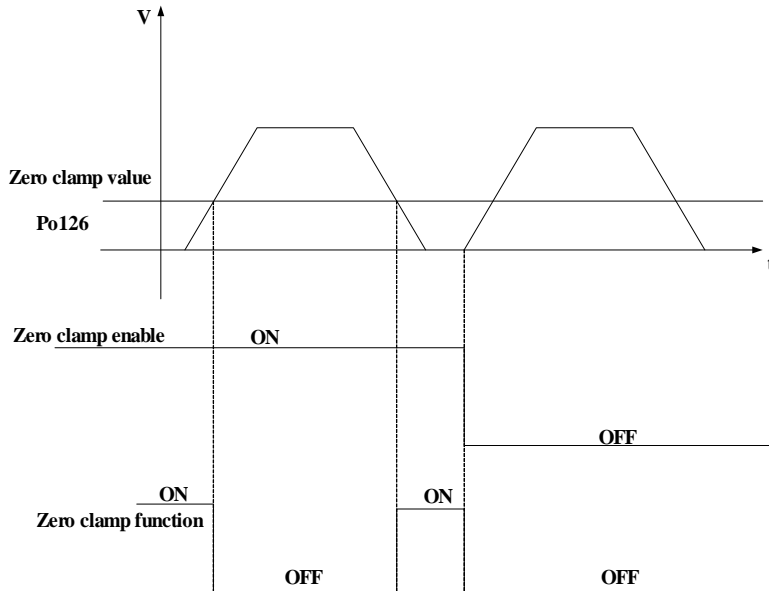 V
Zero clamp value
Po126
t
Zero clamp enable
ON
OFF
ON
ON
Zero clamp function
OFF
OFF